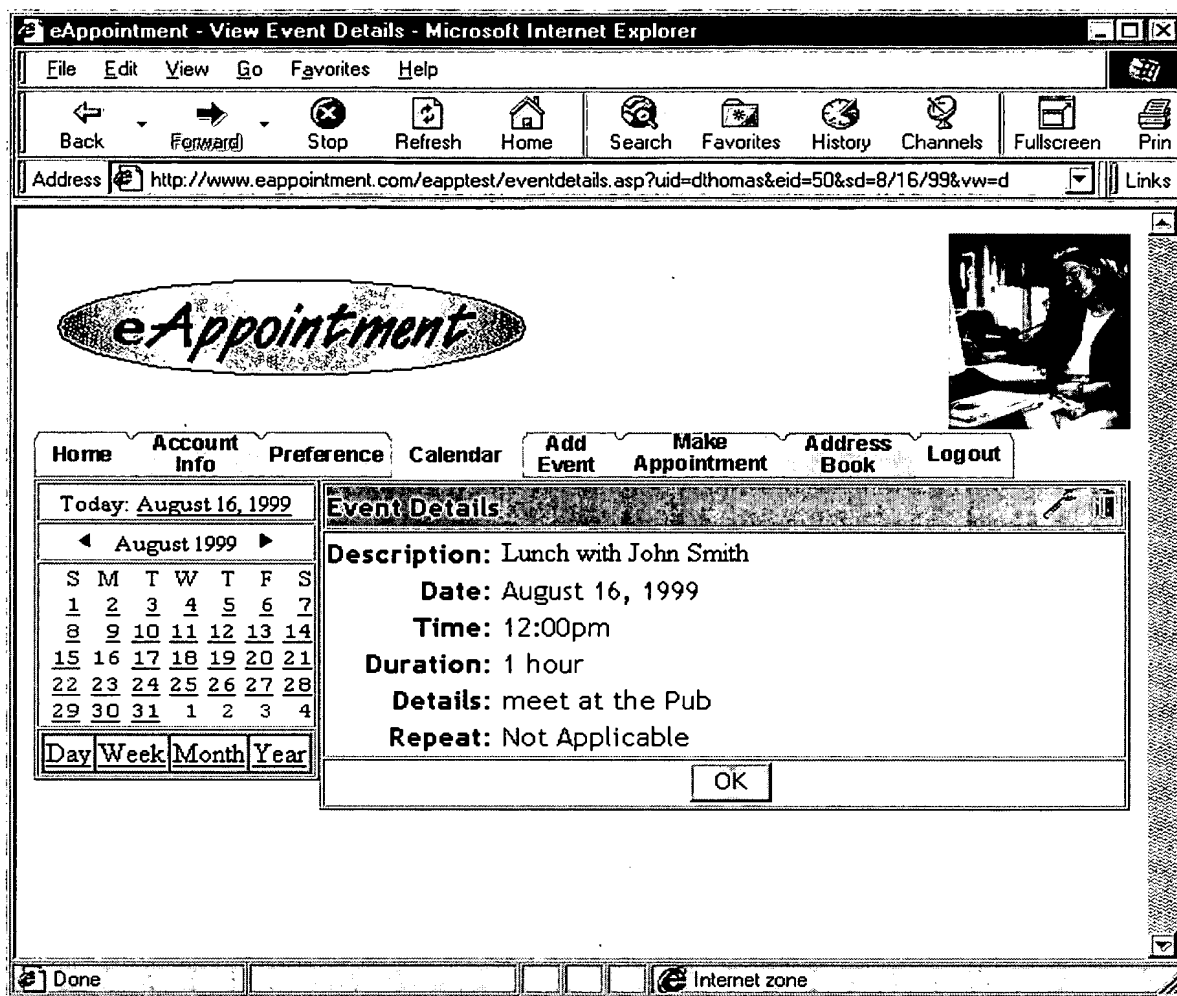 eAppointment - View Event Details - Microsoft Internet Explorer
File Edit View Go Favorites Help
Back Forward Stop Refresh Home Search Favorites History Channels Fullscreen Prin
Address http://www.eappointment.com/eapptest/eventdetails.asp?uid=dthomas&eid=50&sd=8/16/99&vw=d Links
e-Appointment
Home Account Info Preference Calendar Add Event Make Appointment Address Book Logout
Today: August 16, 1999
August 1999
S M T W T F S
1 2 3 4 5 6 7
8 9 10 11 12 13 14
15 16 17 18 19 20 21
22 23 24 25 26 27 28
29 30 31 1 2 3 4
Day Week Month Year
Event Details
Description: Lunch with John Smith
Date: August 16, 1999
Time: 12:00pm
Duration: 1 hour
Details: meet at the Pub
Repeat: Not Applicable
OK
Done Internet zone